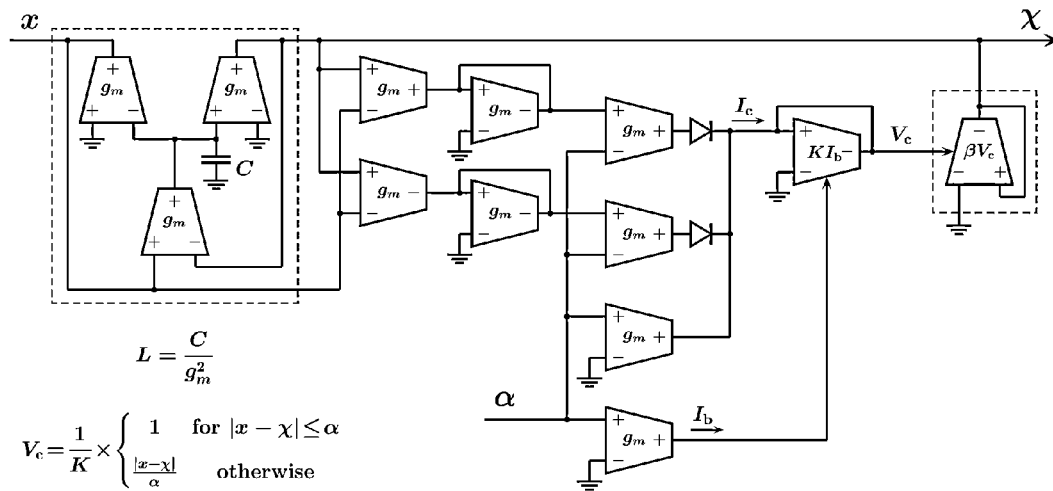 x χ
+ + g_m + −
+ + g_m + −
C
+ g_m + −
+ − g_m +
+ − g_m −
+ − g_m −
+ − g_m −
+ − g_m +
+ − g_m +
+ − g_m +
+ − g_m +
I_c
+ − KI_b −
V_c
− βV_c − +
α
I_b
L = C / g_m^2
V_c = 1/K × { 1 for |x − χ| ≤ α
|x−χ| / α otherwise